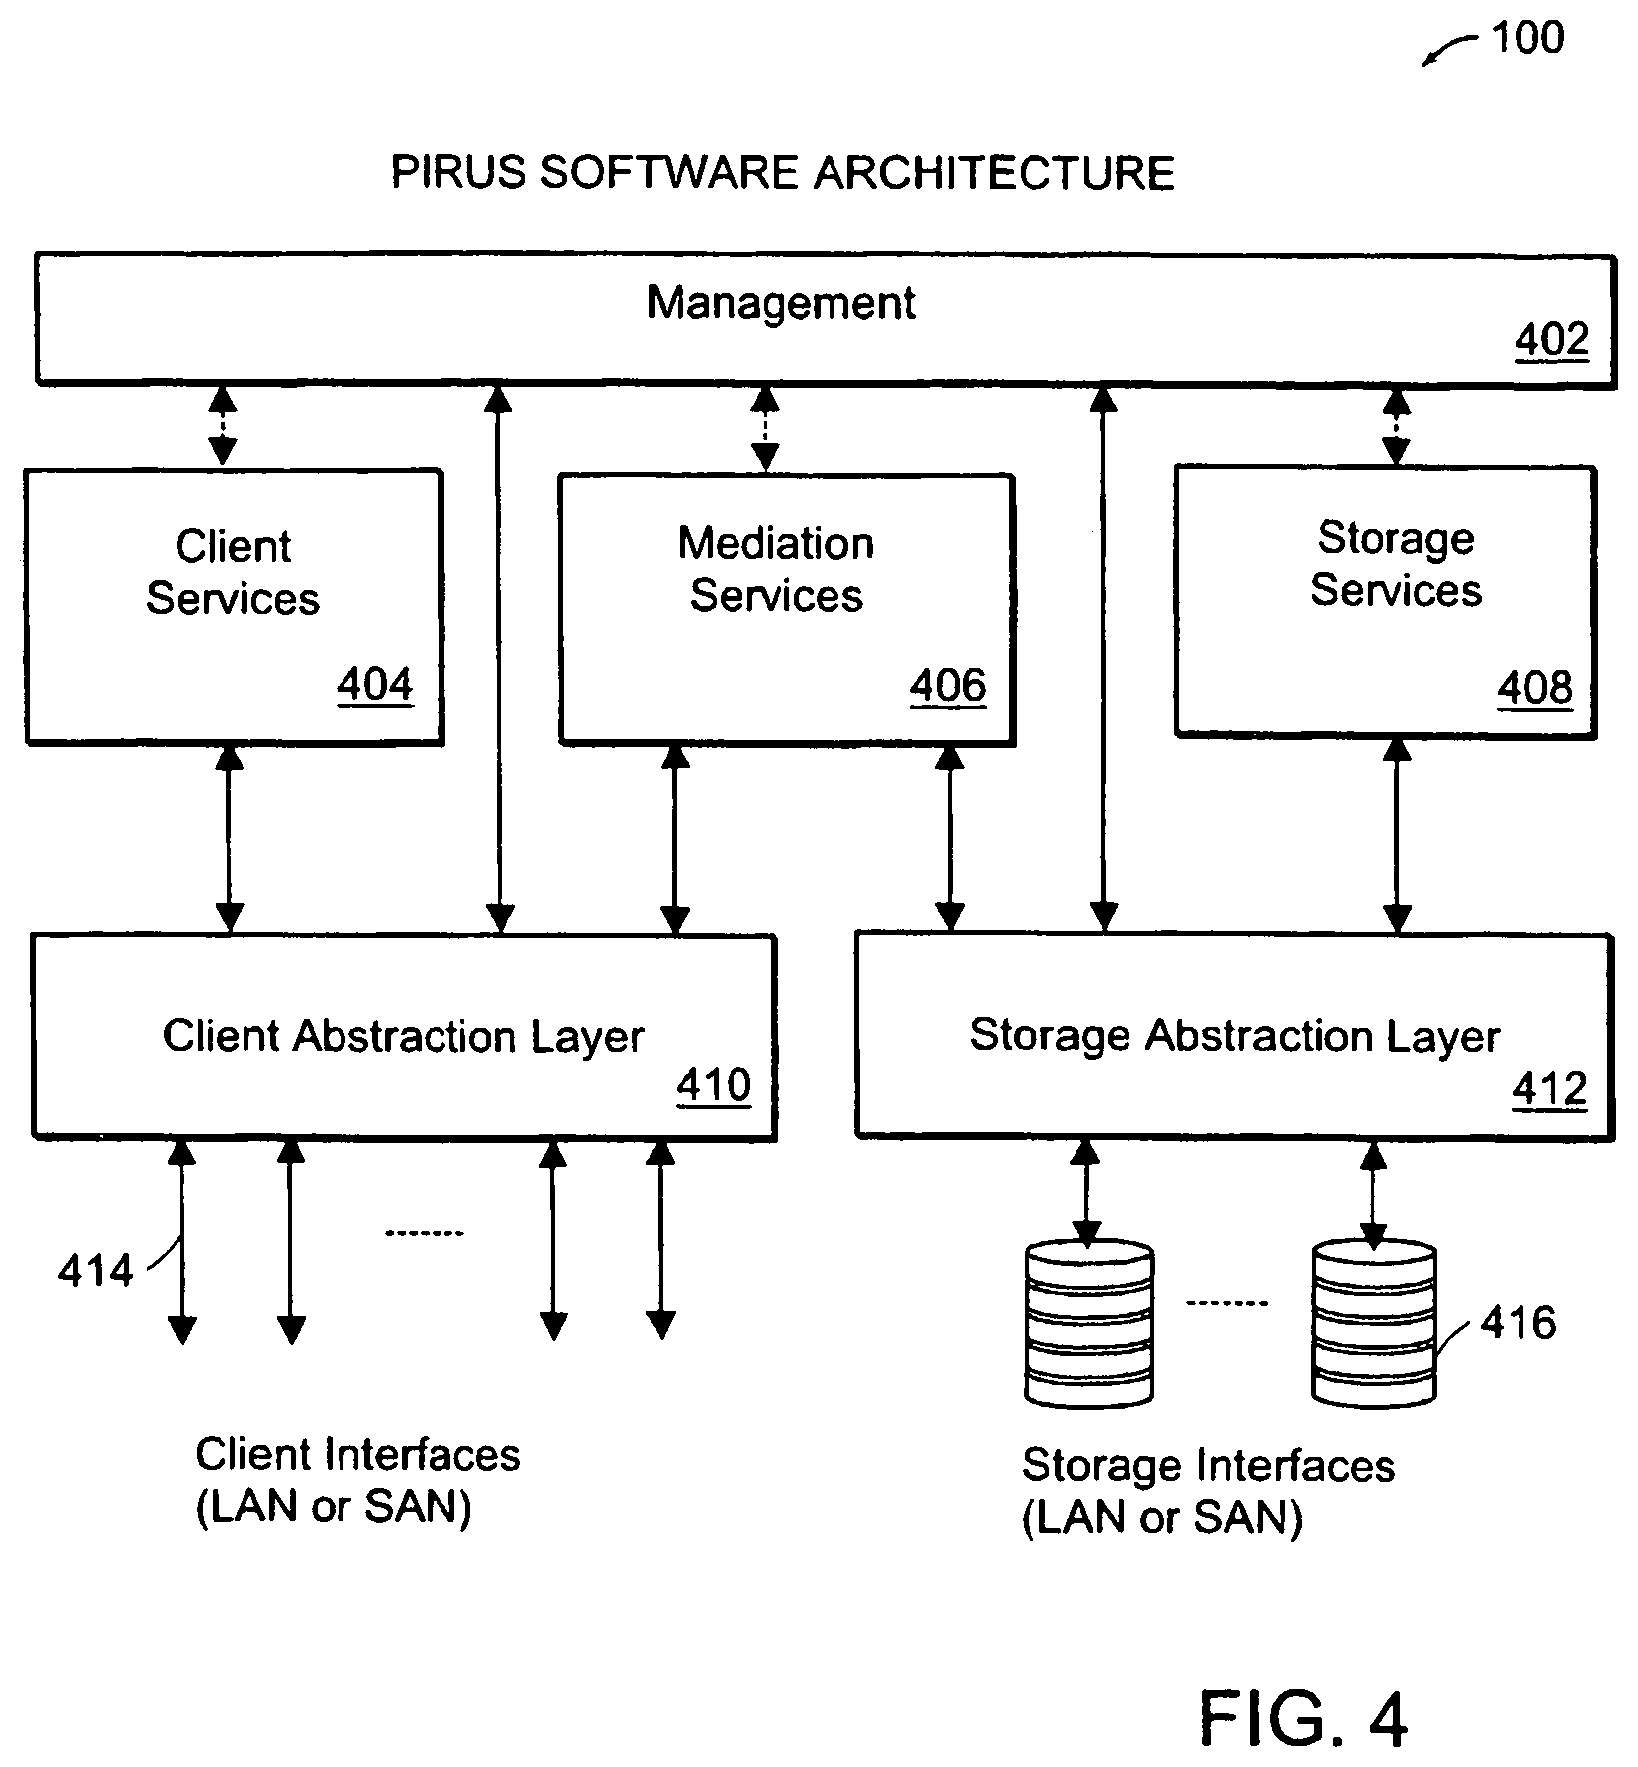 100
PIRUS SOFTWARE ARCHITECTURE
Management
402
Client
Services
404
Mediation
Services
406
Storage
Services
408
Client Abstraction Layer
410
Storage Abstraction Layer
412
414
416
Client Interfaces
(LAN or SAN)
Storage Interfaces
(LAN or SAN)
FIG. 4